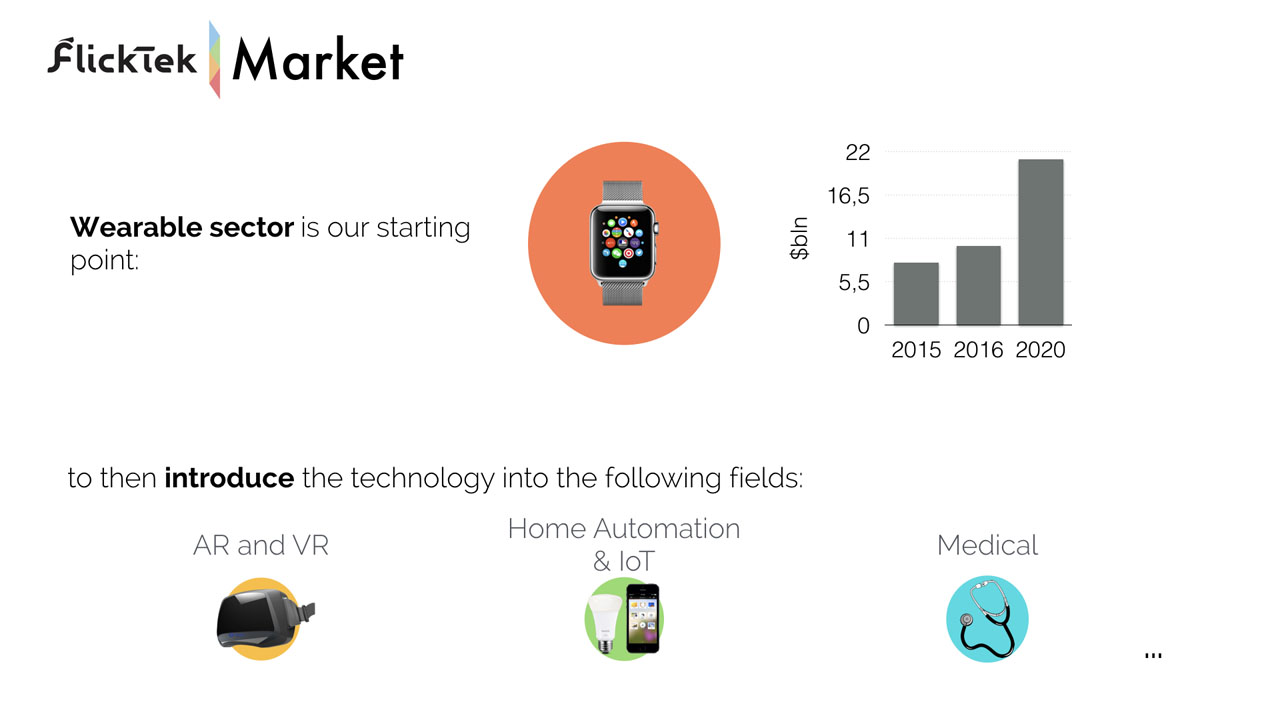 FlickTek Market
Wearable sector is our starting
point:
$bln
22
16,5
11
5,5
0
2015 2016 2020
to then introduce the technology into the following fields:
AR and VR
Home Automation
& IoT
Medical
...